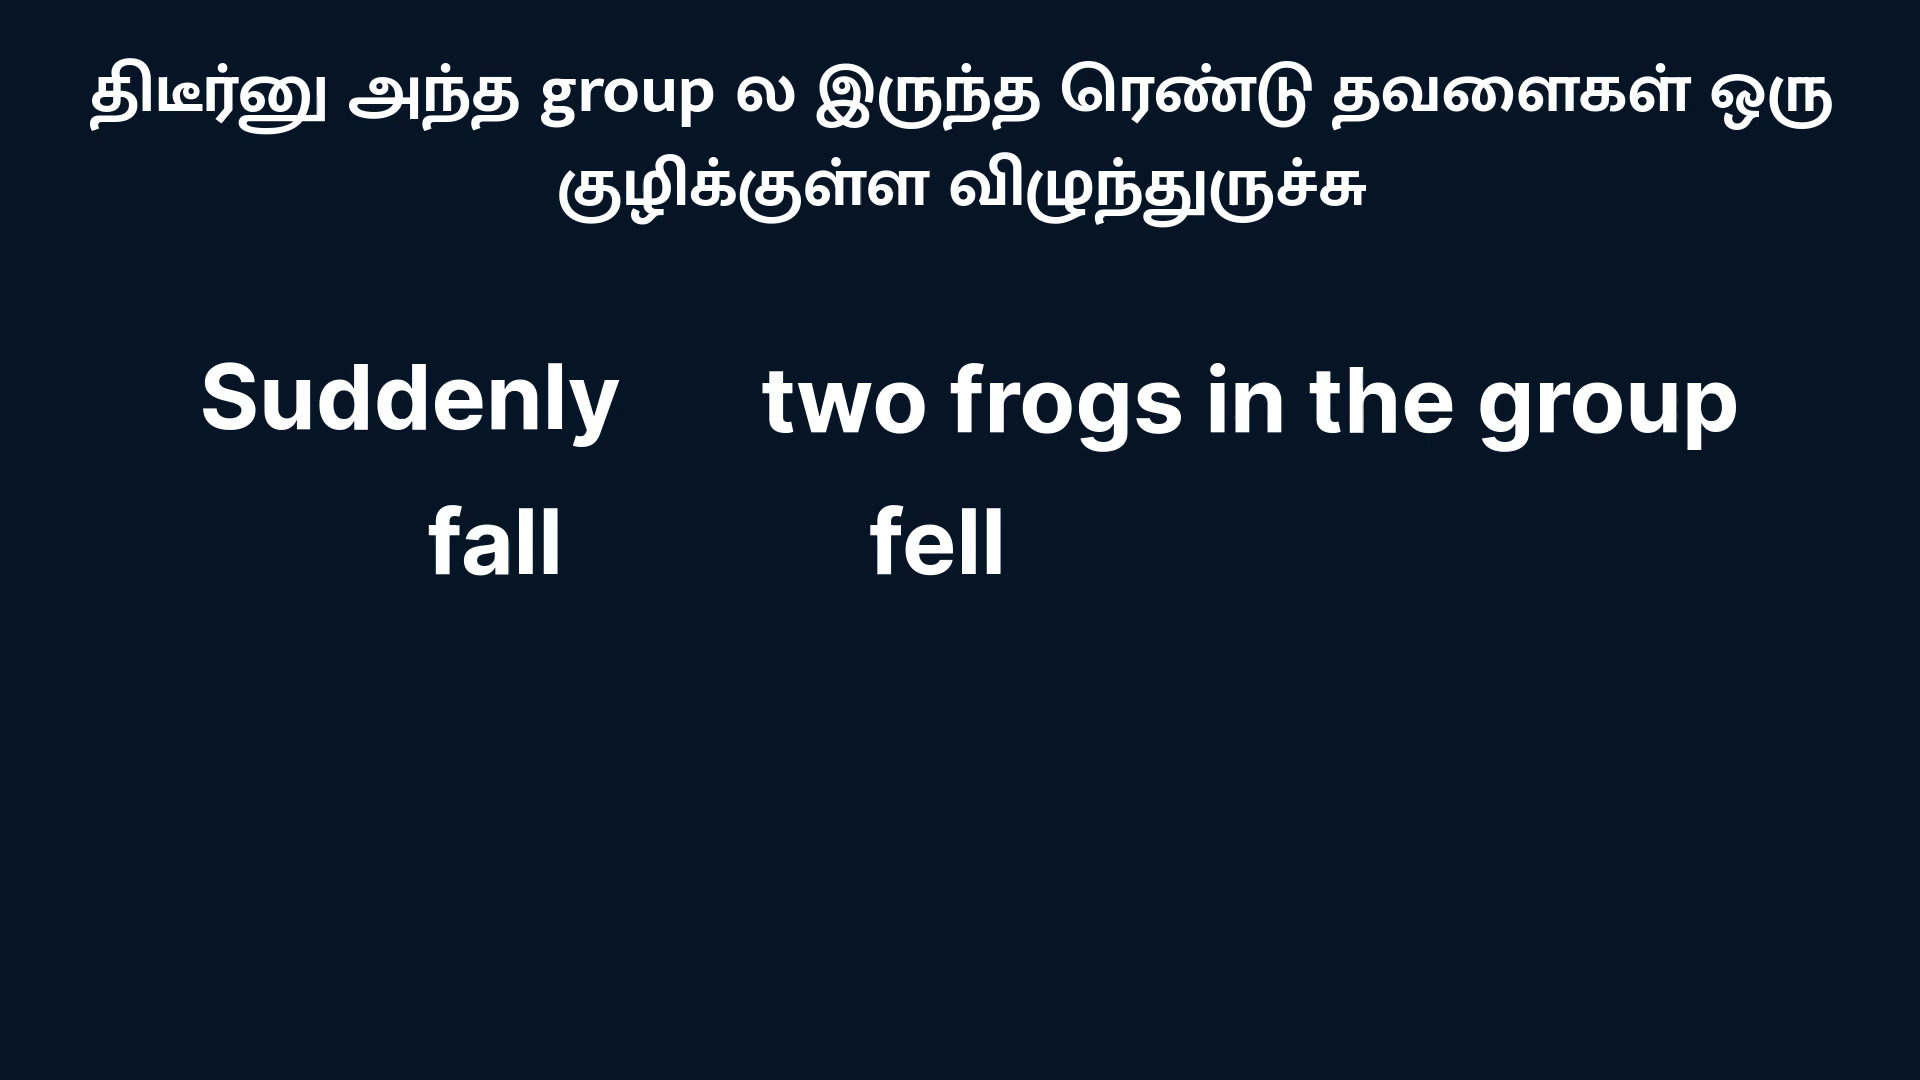 திடீர்னு அந்த group ல இருந்த ரெண்டு தவளைகள் ஒரு
குழிக்குள்ள விழுந்துருச்சு
Suddenly two frogs in the group
fall fell